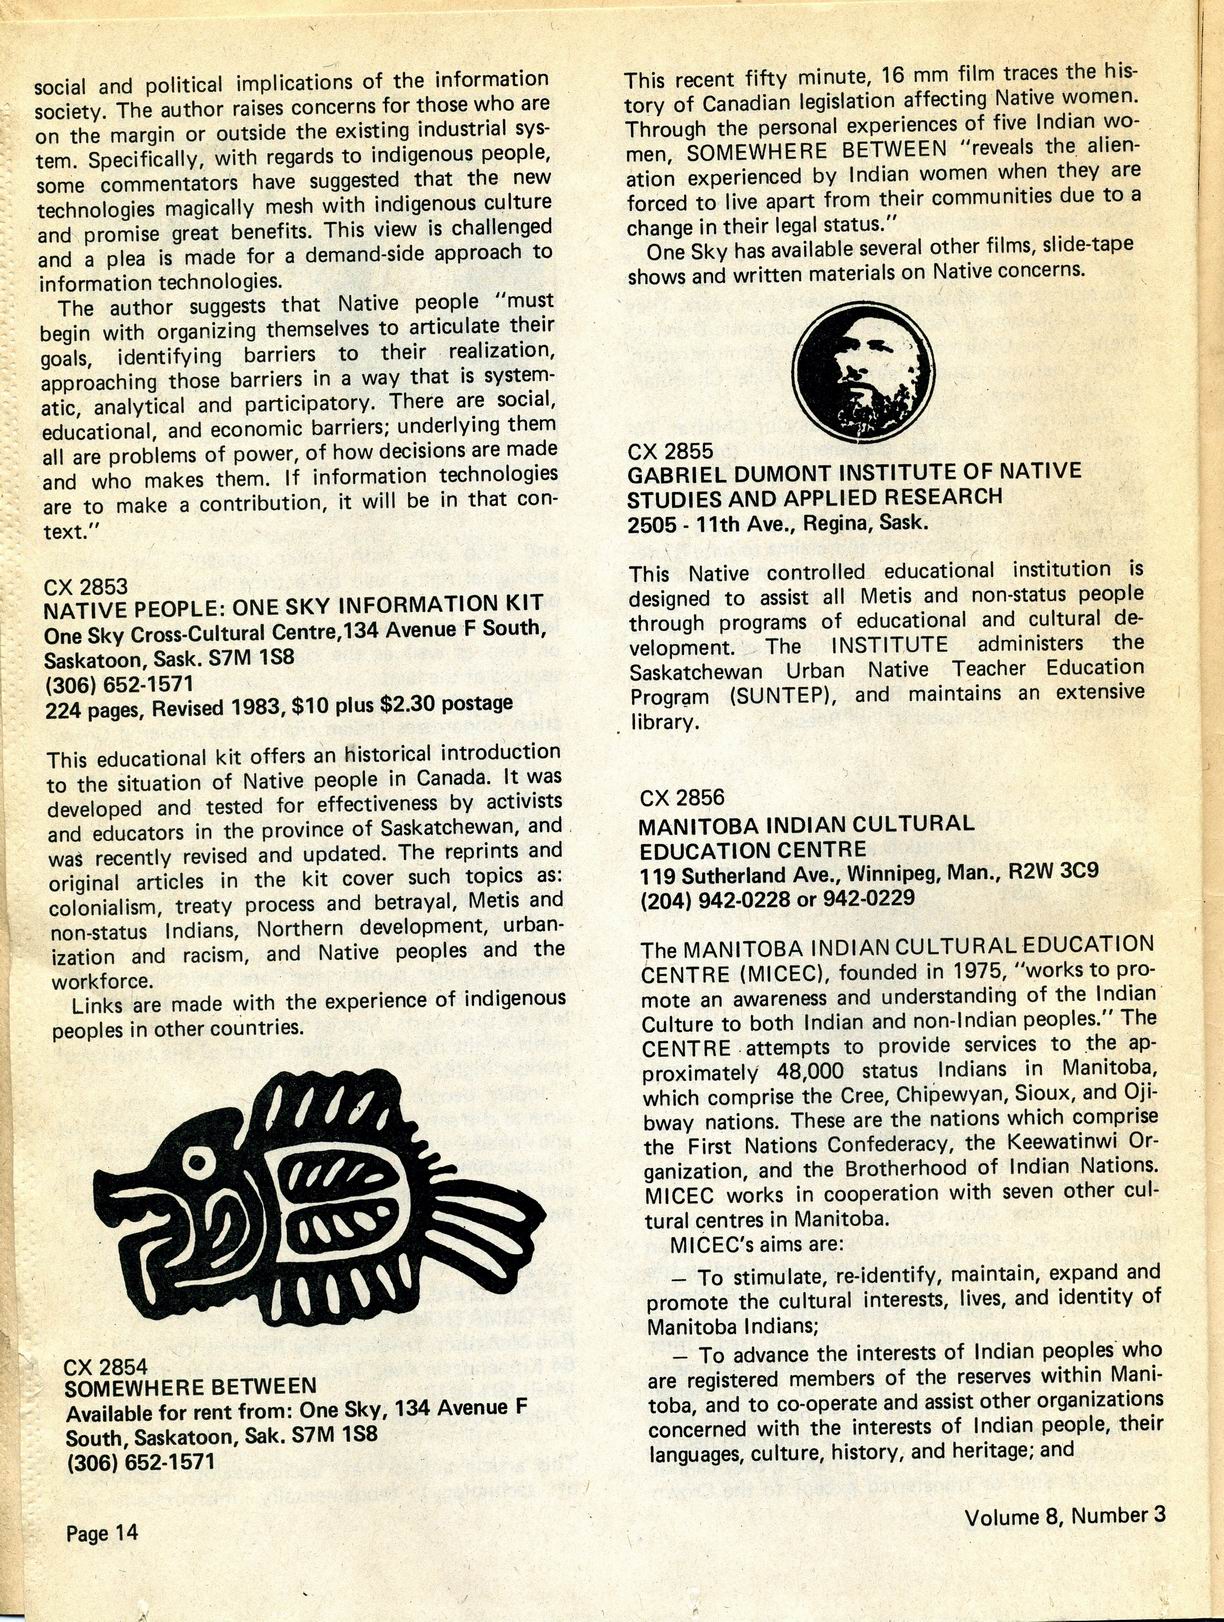 social and political implications of the information
society. The author raises concerns for those who are
on the margin or outside the existing industrial sys-
tem. Specifically, with regards to indigenous people,
some commentators have suggested that the new
technologies magically mesh with indigenous culture
and promise great benefits. This view is challenged
and a plea is made for a demand-side approach to
information technologies.
The author suggests that Native people "must
begin with organizing themselves to articulate their
goals, identifying barriers to their realization,
approaching those barriers in a way that is system-
atic, analytical and participatory. There are social,
educational, and economic barriers; underlying them
all are problems of power, of how decisions are made
and who makes them. If information technologies
are to make a contribution, it will be in that con-
text."
CX 2853
NATIVE PEOPLE: ONE SKY INFORMATION KIT
One Sky Cross-Cultural Centre,134 Avenue F South,
Saskatoon, Sask. S7M 1S8
(306) 652-1571
224 pages, Revised 1983, $10 plus $2.30 postage
This educational kit offers an historical introduction
to the situation of Native people in Canada. It was
developed and tested for effectiveness by activists
and educators in the province of Saskatchewan, and
was recently revised and updated. The reprints and
original articles in the kit cover such topics as:
colonialism, treaty process and betrayal, Metis and
non-status Indians, Northern development, urban-
ization and racism, and Native peoples and the
workforce.
Links are made with the experience of indigenous
peoples in other countries.
CX 2854
SOMEWHERE BETWEEN
Available for rent from: One Sky, 134 Avenue F
South, Saskatoon, Sak. S7M 1S8
(306) 652-1571
Page 14
This recent fifty minute, 16 mm film traces the his-
tory of Canadian legislation affecting Native women.
Through the personal experiences of five Indian wo-
men, SOMEWHERE BETWEEN "reveals the alien-
ation experienced by Indian women when they are
forced to live apart from their communities due to a
change in their legal status."
One Sky has available several other films, slide-tape
shows and written materials on Native concerns.
CX 2855
GABRIEL DUMONT INSTITUTE OF NATIVE
STUDIES AND APPLIED RESEARCH
2505 - 11th Ave., Regina, Sask.
This Native controlled educational institution is
designed to assist all Metis and non-status people
through programs of educational and cultural de-
velopment. The INSTITUTE administers the
Saskatchewan Urban Native Teacher Education
Program (SUNTEP), and maintains an extensive
library.
CX 2856
MANITOBA INDIAN CULTURAL
EDUCATION CENTRE
119 Sutherland Ave., Winnipeg, Man., R2W 3C9
(204) 942-0228 or 942-0229
The MANITOBA INDIAN CULTURAL EDUCATION
CENTRE (MICEC), founded in 1975, "works to pro-
mote an awareness and understanding of the Indian
Culture to both Indian and non-Indian peoples." The
CENTRE attempts to provide services to the ap-
proximately 48,000 status Indians in Manitoba,
which comprise the Cree, Chipewyan, Sioux, and Oji-
bway nations. These are the nations which comprise
the First Nations Confederacy, the Keewatinwi Or-
ganization, and the Brotherhood of Indian Nations.
MICEC works in cooperation with seven other cul-
tural centres in Manitoba.
MICEC's aims are:
— To stimulate, re-identify, maintain, expand and
promote the cultural interests, lives, and identity of
Manitoba Indians;
— To advance the interests of Indian peoples who
are registered members of the reserves within Mani-
toba, and to co-operate and assist other organizations
concerned with the interests of Indian people, their
languages, culture, history, and heritage; and
Volume 8, Number 3